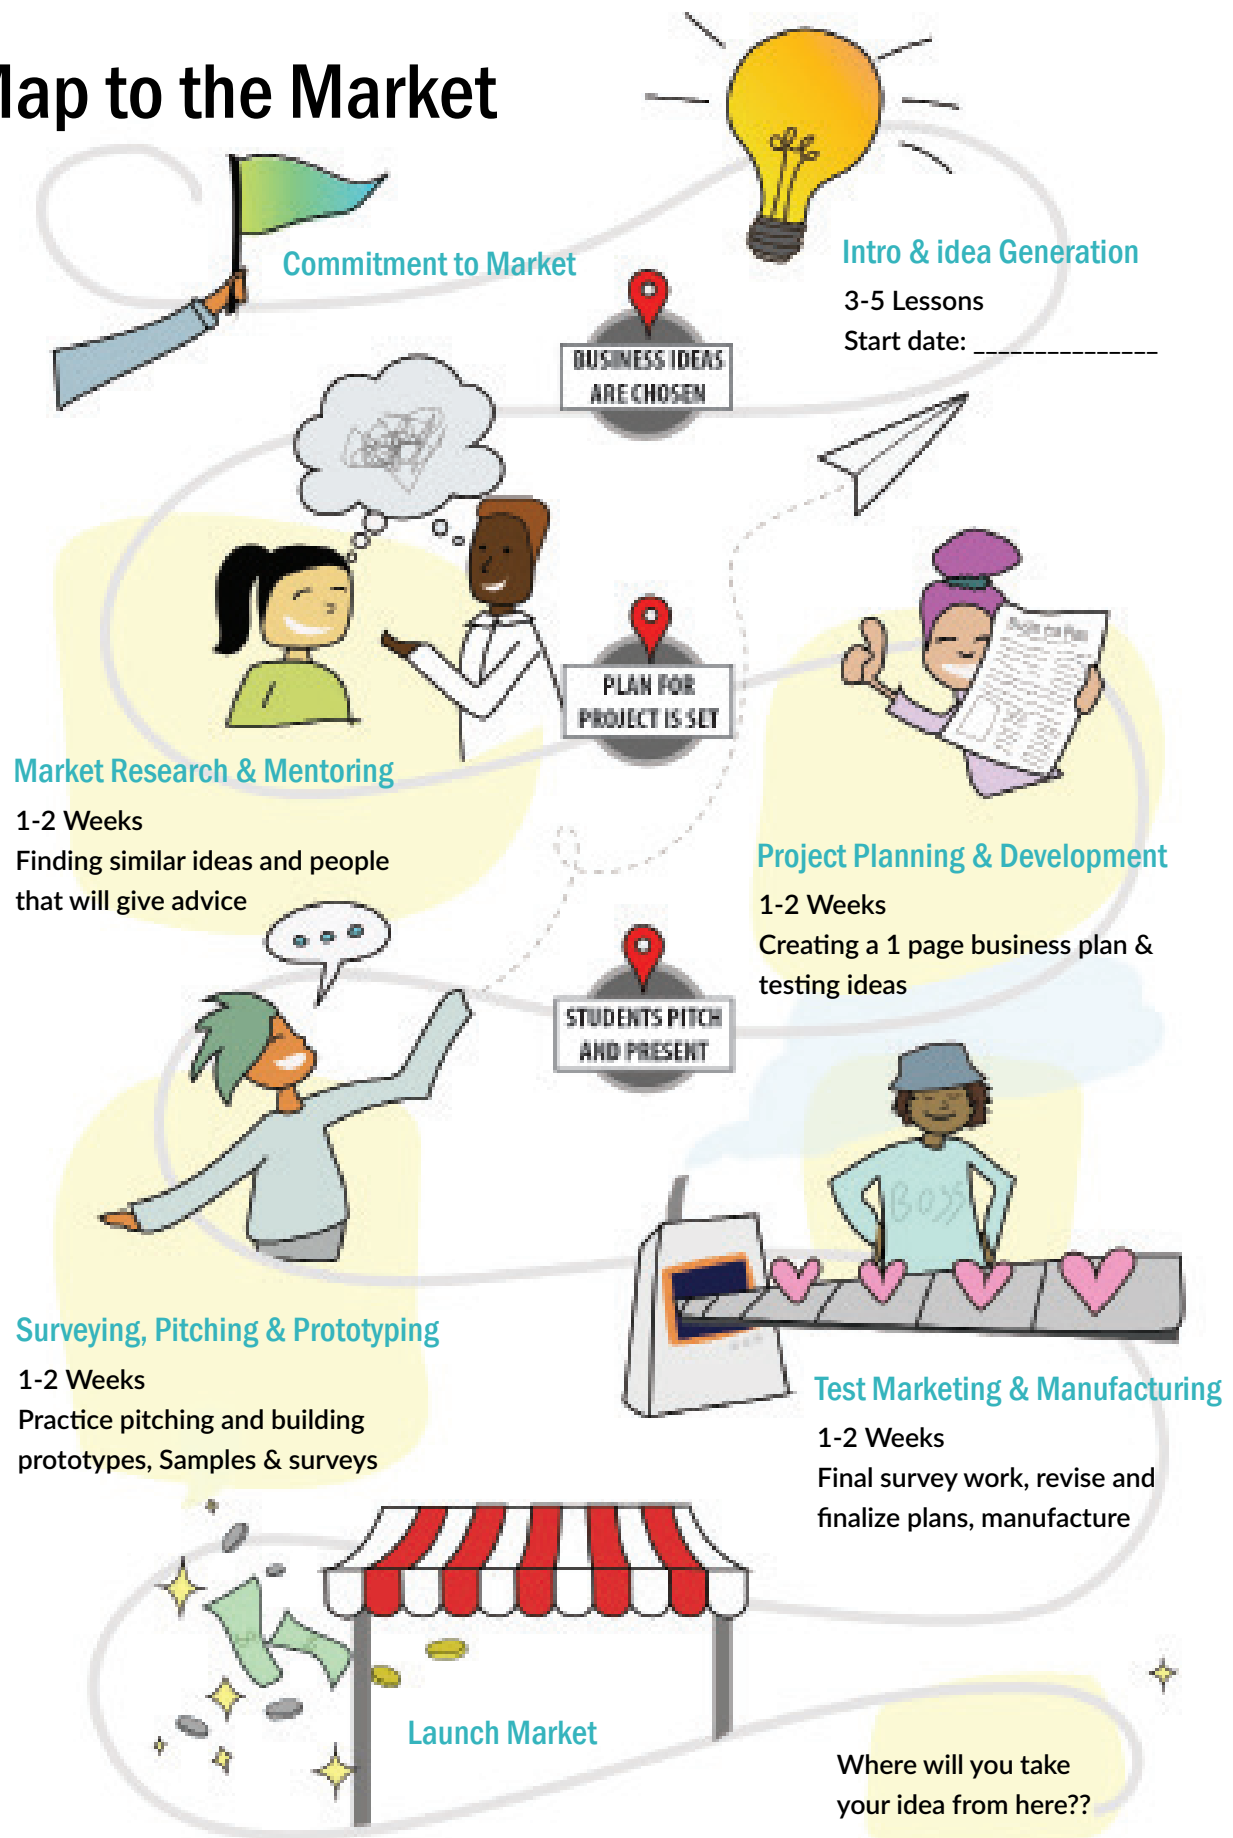 Map to the Market
Commitment to Market
Intro & idea Generation
3-5 Lessons
Start date: _______________
BUSINESS IDEAS
ARE CHOSEN
PLAN FOR
PROJECT IS SET
Market Research & Mentoring
1-2 Weeks
Finding similar ideas and people
that will give advice
Project Planning & Development
1-2 Weeks
Creating a 1 page business plan &
testing ideas
STUDENTS PITCH
AND PRESENT
BOSS
Surveying, Pitching & Prototyping
1-2 Weeks
Practice pitching and building
prototypes, Samples & surveys
Test Marketing & Manufacturing
1-2 Weeks
Final survey work, revise and
finalize plans, manufacture
Launch Market
Where will you take
your idea from here??